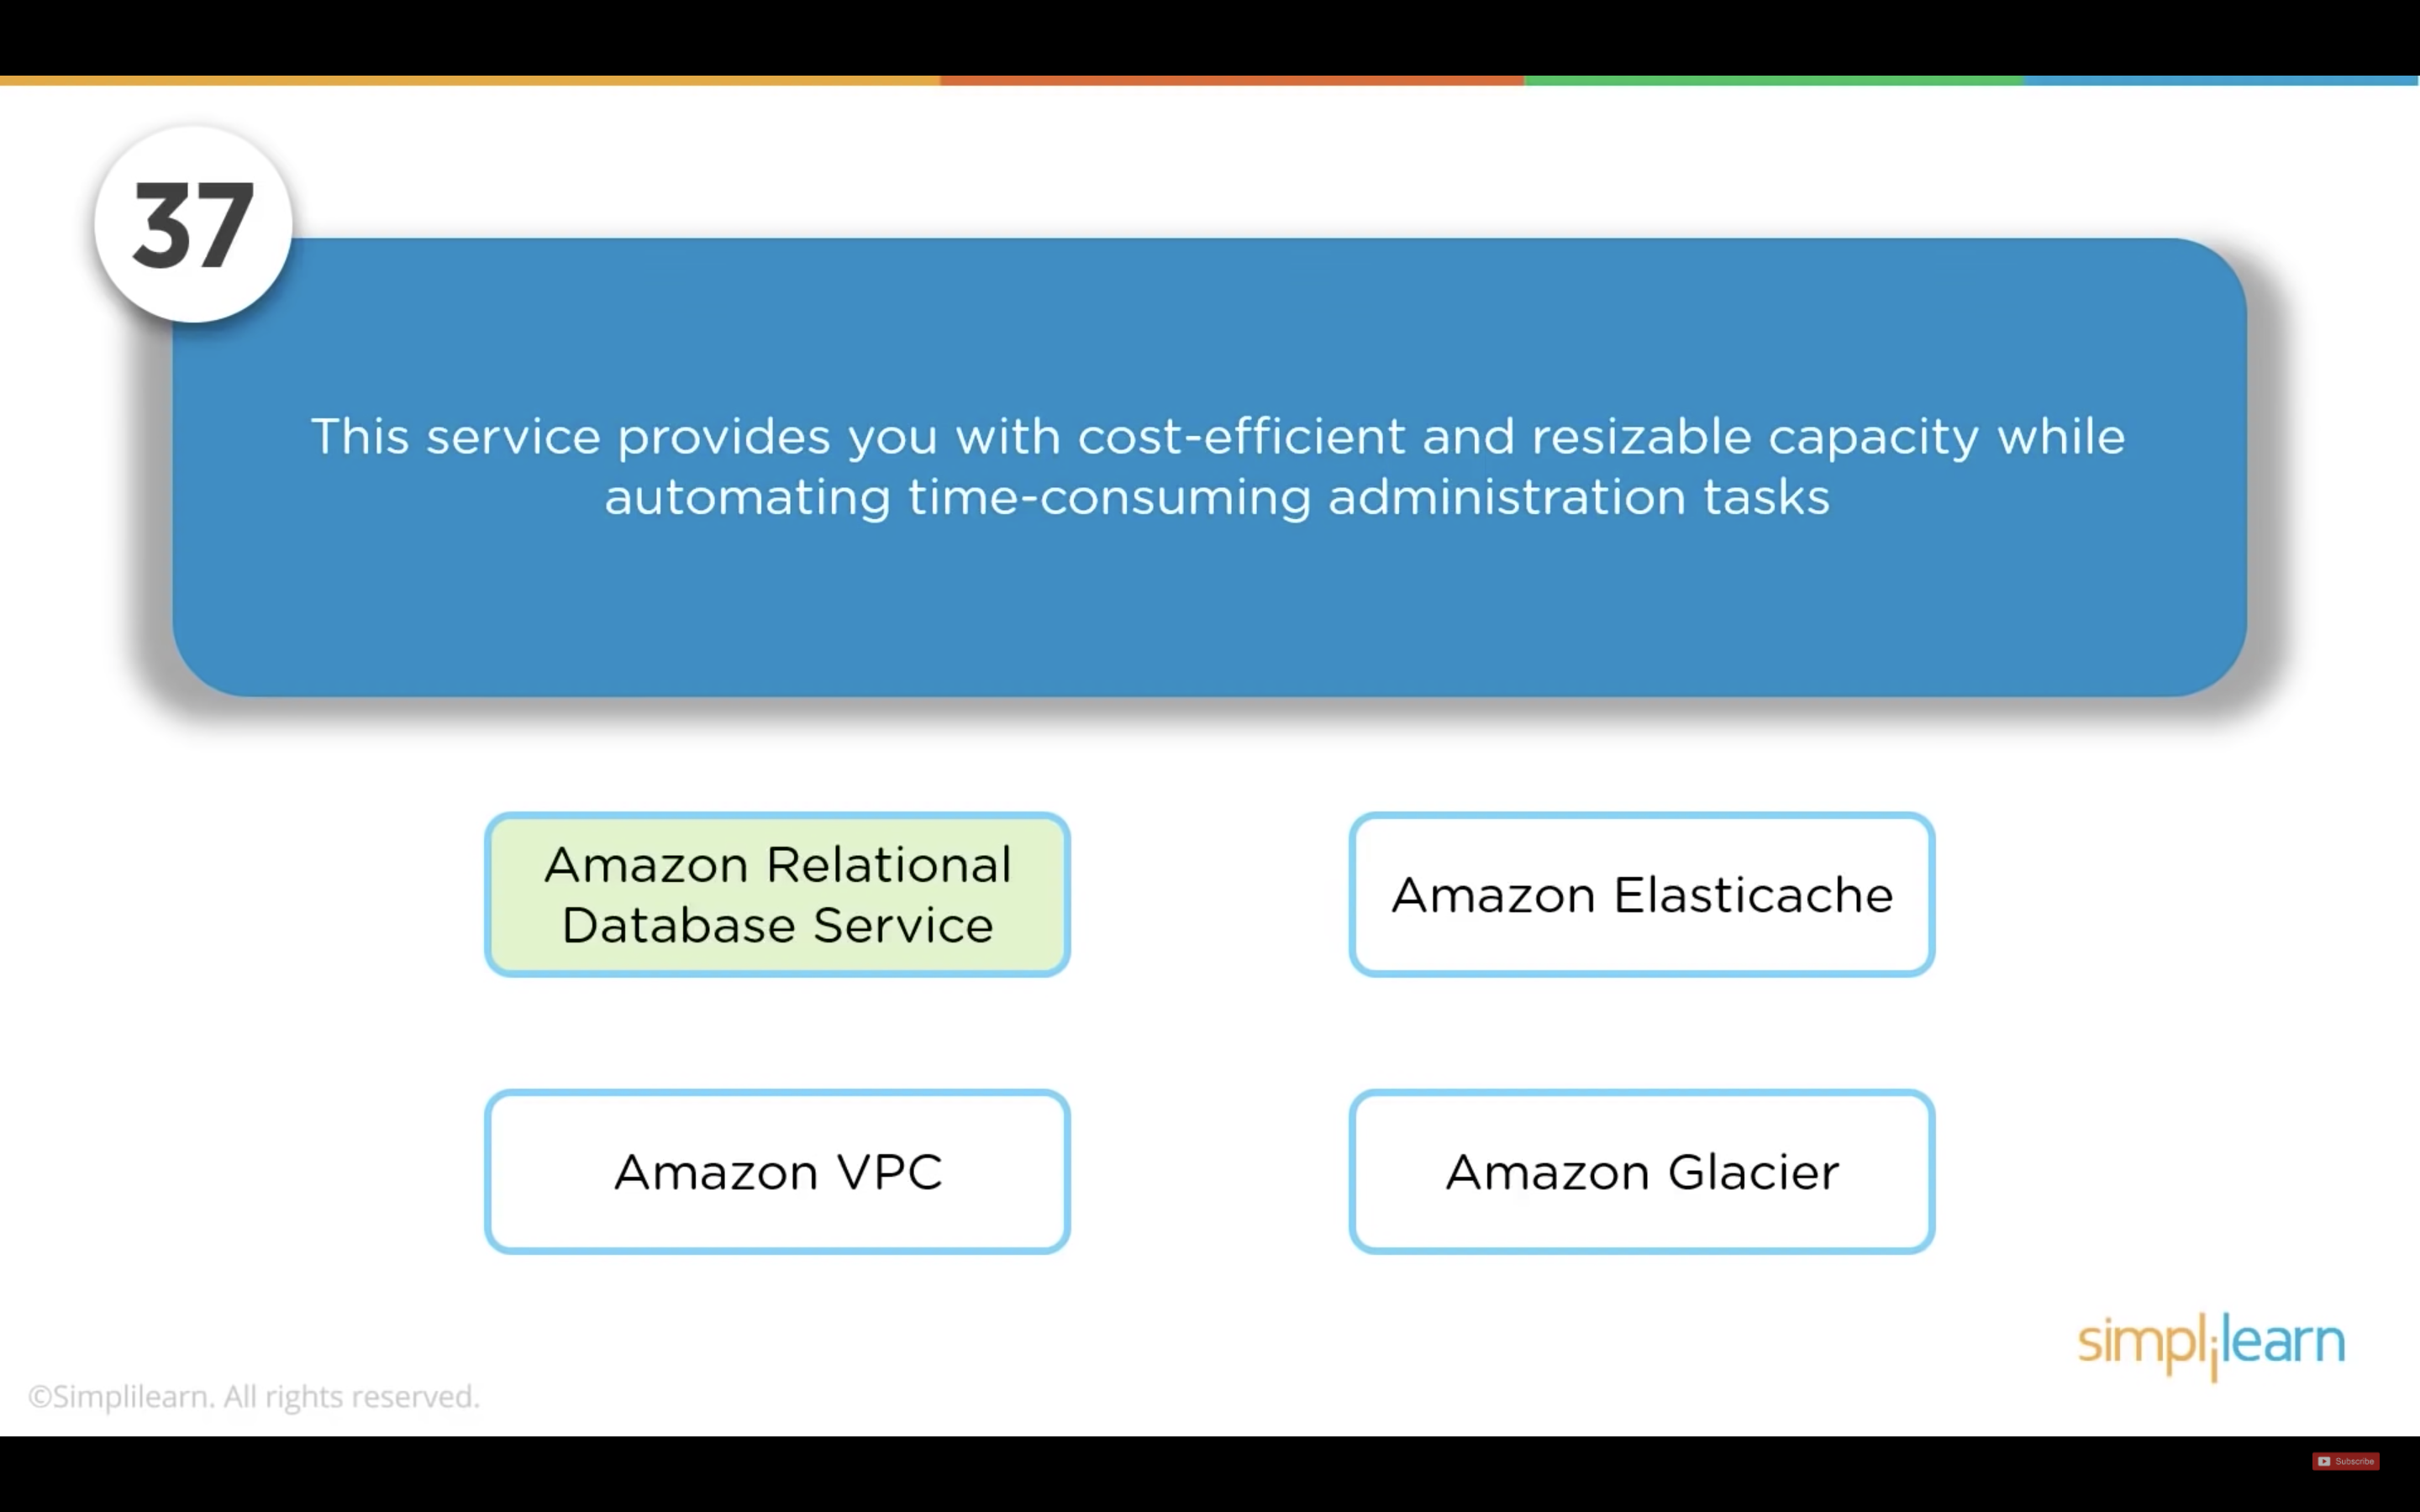 37
This service provides you with cost-efficient and resizable capacity while
automating time-consuming administration tasks
Amazon Relational
Database Service
Amazon Elasticache
Amazon VPC
Amazon Glacier
simplilearn
©Simplilearn. All rights reserved.
Subscribe